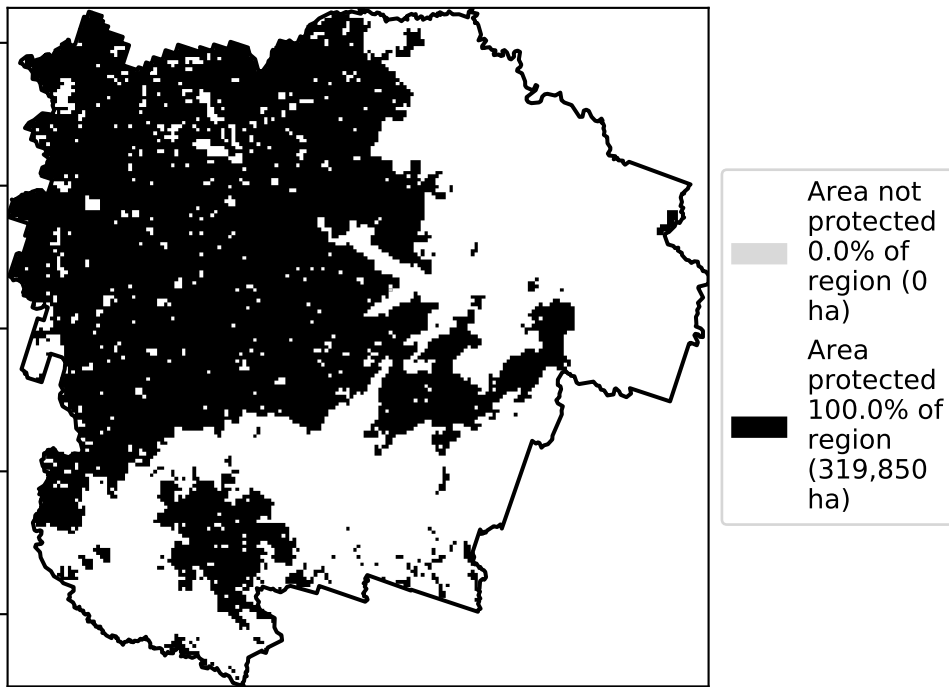 Area not
protected
0.0% of
region (0
ha)
Area
protected
100.0% of
region
(319,850
ha)